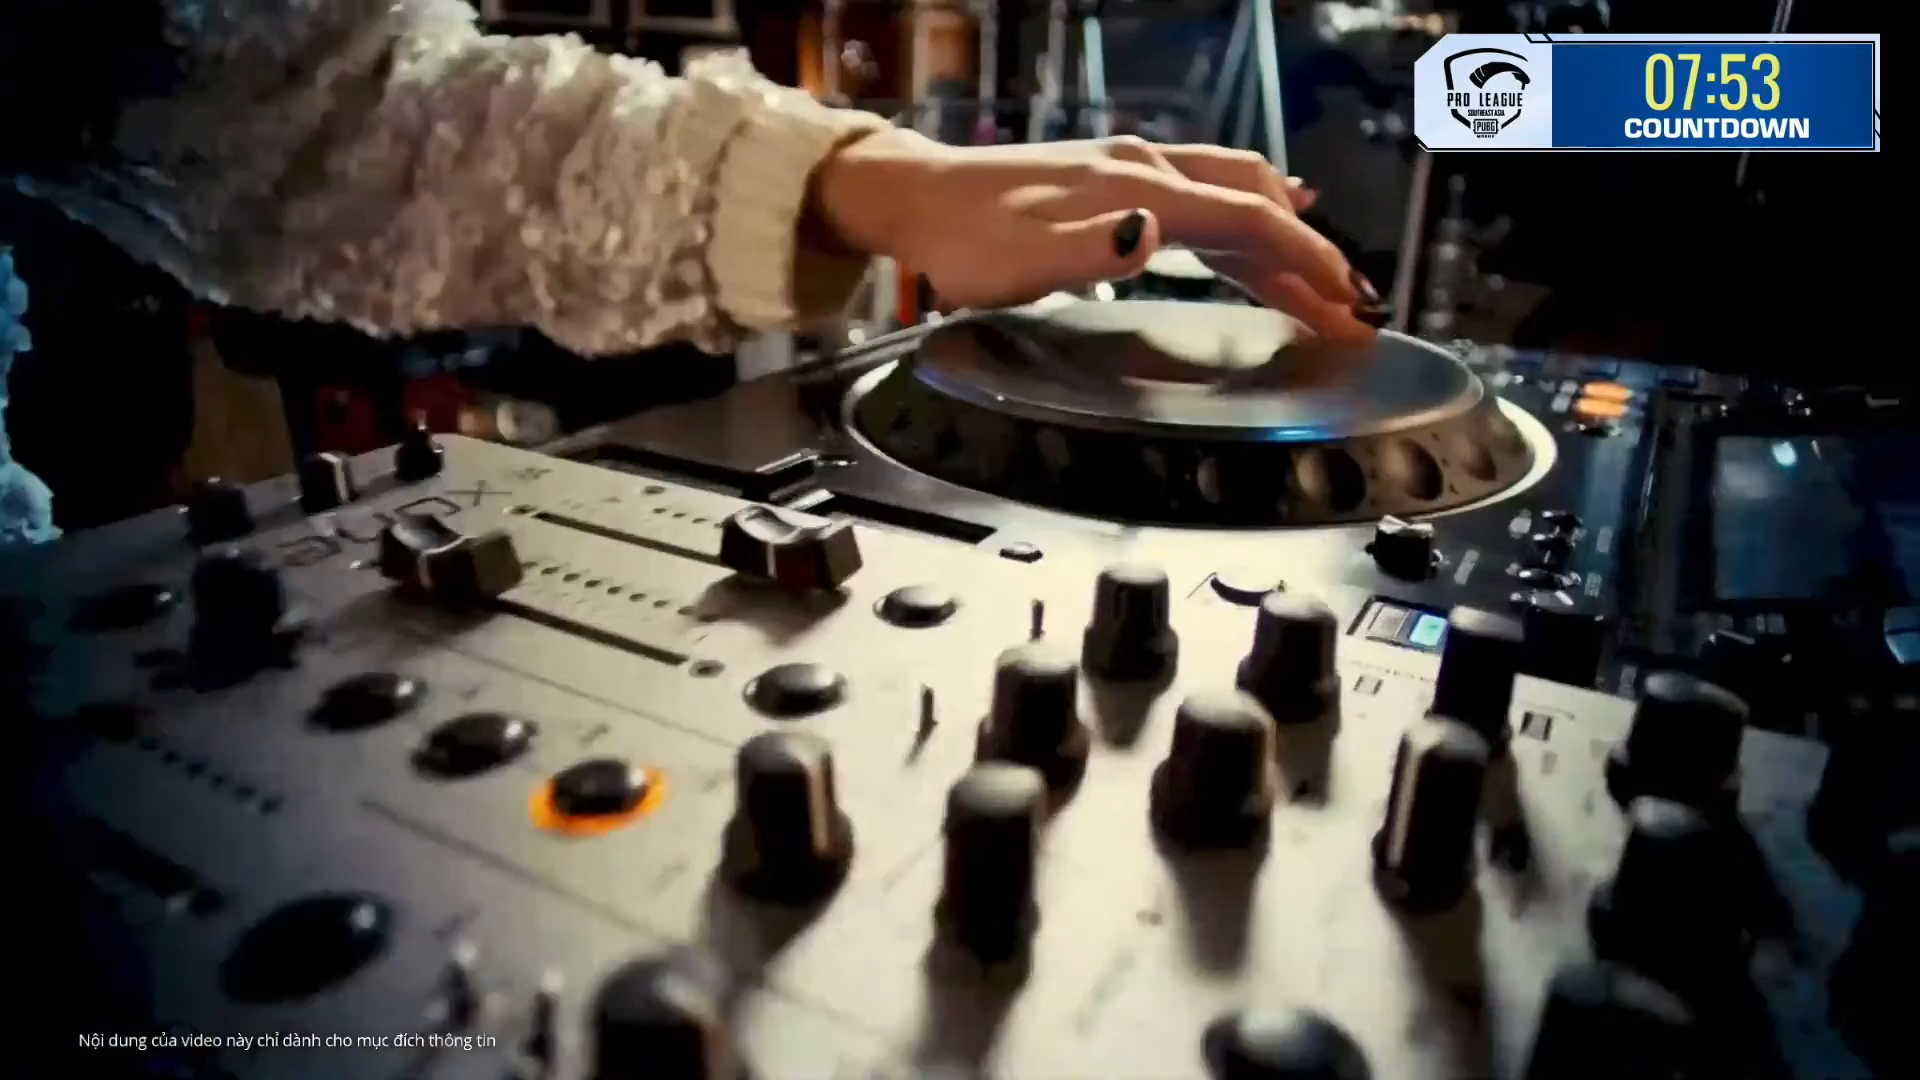 PRO LEAGUE
SOUTHEAST ASIA
PUBG
MOBILE
07:53
COUNTDOWN
Nội dung của video này chỉ dành cho mục đích thông tin